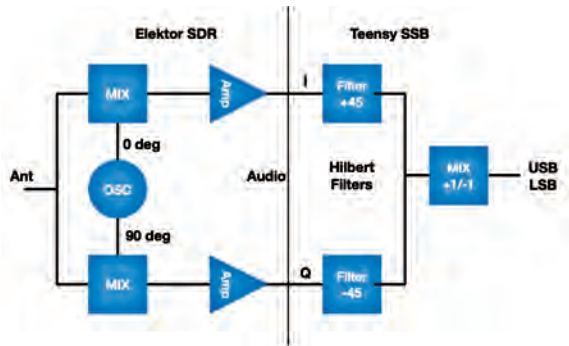 Elektor SDR
Teensy SSB
MIX
Amp
I
Filter
+45
0 deg
Ant
OSC
Audio
Hilbert
Filters
MIX
+1/-1
USB
LSB
90 deg
MIX
Amp
Q
Filter
-45